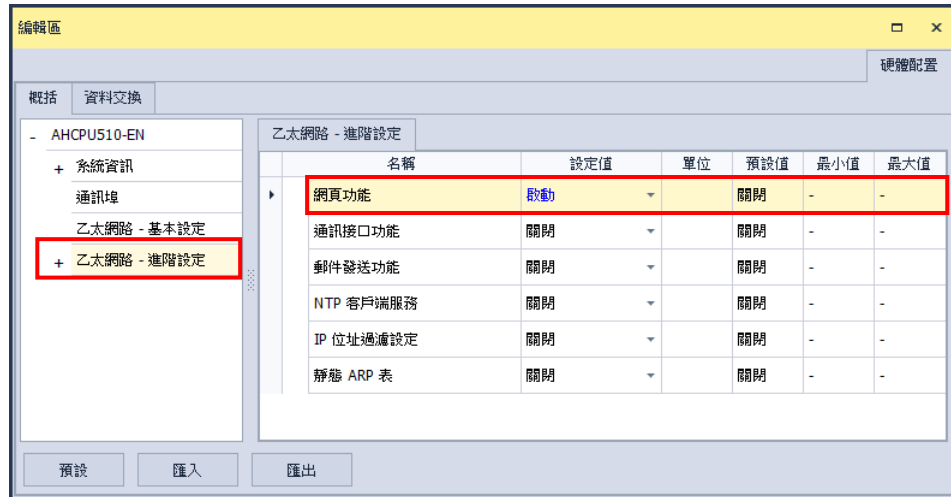 編輯區
硬體配置
概括 資料交換
- AHCPU510-EN
+ 系統資訊
通訊埠
乙太網路 - 基本設定
+ 乙太網路 - 進階設定
乙太網路 - 進階設定
名稱 設定值 單位 預設值 最小值 最大值
網頁功能 啟動 關閉 - -
通訊接口功能 關閉 關閉 - -
郵件發送功能 關閉 關閉 - -
NTP 客戶端服務 關閉 關閉 - -
IP 位址過濾設定 關閉 關閉 - -
靜態 ARP 表 關閉 關閉 - -
預設 匯入 匯出